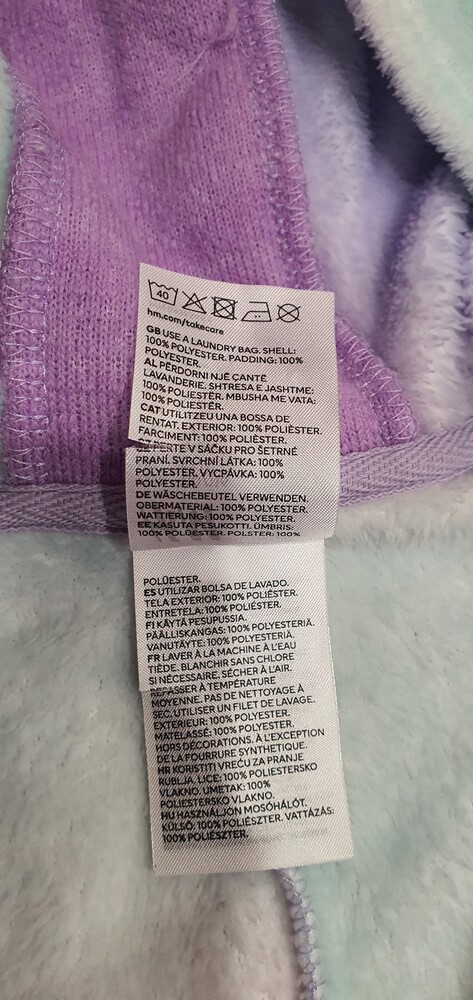 40
hm.com/takecare
GB USE A LAUNDRY BAG. SHELL:
100% POLYESTER. PADDING: 100%
POLYESTER.
AL PËRDORNI NJË ÇANTË
LAVANDERIE. SHTRESA E JASHTME:
100% POLIESTËR. MBUSHJA ME VATA:
100% POLIESTËR.
CAT UTILITZEU UNA BOSSA DE
RENTAT. EXTERIOR: 100% POLIÈSTER.
FARCIMENT: 100% POLIÈSTER.
CZ PERTE V SÁČKU PRO ŠETRNÉ
PRANÍ. SVRCHNÍ LÁTKA: 100%
POLYESTER. VÝCPÁVKA: 100%
POLYESTER.
DE WÄSCHEBEUTEL VERWENDEN.
OBERMATERIAL: 100% POLYESTER.
WATTIERUNG: 100% POLYESTER.
EE KASUTA PESUKOTTI. ÜMBRIS:
100% POLÜESTER. POLSTER: 100%
POLÜESTER.
ES UTILIZAR BOLSA DE LAVADO.
TELA EXTERIOR: 100% POLIÉSTER.
ENTRETELA: 100% POLIÉSTER.
FI KÄYTÄ PESUPUSSIA.
PÄÄLLISKANGAS: 100% POLYESTERIÄ.
VANUTÄYTE: 100% POLYESTERIÄ.
FR LAVER À LA MACHINE À L'EAU
TIÈDE. BLANCHIR SANS CHLORE
SI NÉCESSAIRE. SÉCHER À L'AIR.
REPASSER À TEMPÉRATURE
MOYENNE. PAS DE NETTOYAGE À
SEC. UTILISER UN FILET DE LAVAGE.
EXTERIEUR: 100% POLYESTER.
MATELASSÉ: 100% POLYESTER.
HORS DÉCORATIONS. À L'EXCEPTION
DE LA FOURRURE SYNTHETIQUE.
HR KORISTITI VREĆU ZA PRANJE
RUBLJA. LICE: 100% POLIESTERSKO
VLAKNO. UMETAK: 100%
POLIESTERSKO VLAKNO.
HU HASZNÁLJON MOSÓHÁLÓT.
KÜLSŐ: 100% POLIÉSZTER. VATTÁZÁS:
100% POLIÉSZTER.